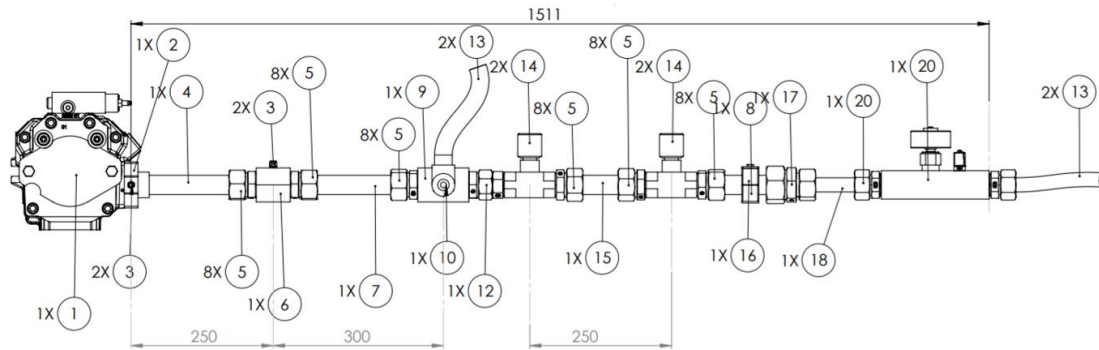 1511
1X 2
2X 13
8X 5
2X 14
2X 14
1X 20
1X 4
8X 5
2X 3
1X 9
8X 5
8X 5
8X 5
1X 8
1X 17
1X 20
2X 13
2X 3
8X 5
1X 6
1X 7
1X 10
1X 12
1X 15
1X 16
1X 18
1X 1
250
300
250